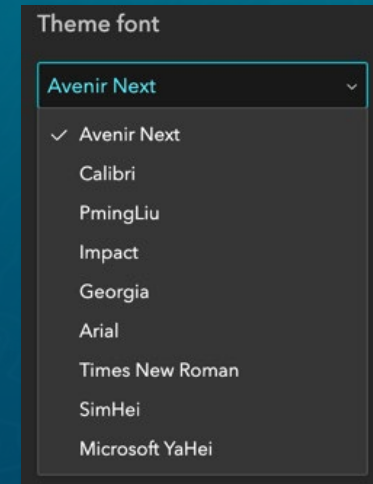 Theme font
Avenir Next
Avenir Next
Calibri
PmingLiu
Impact
Georgia
Arial
Times New Roman
SimHei
Microsoft YaHei